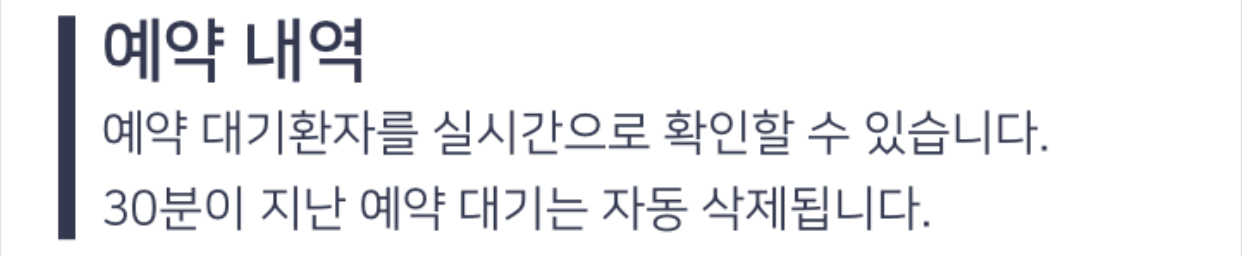 예약 내역
예약 대기환자를 실시간으로 확인할 수 있습니다.
30분이 지난 예약 대기는 자동 삭제됩니다.